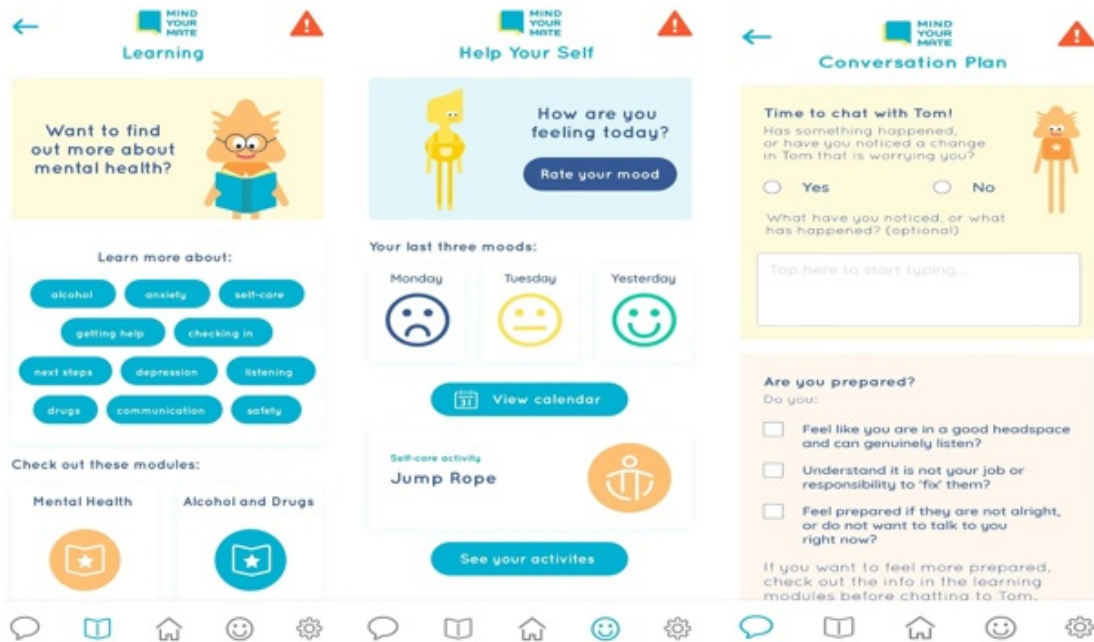 MIND
YOUR
MATE
Learning
Want to find
out more about
mental health?
Learn more about:
alcohol
anxiety
self-care
getting help
checking in
next steps
depression
listening
drugs
communication
safety
Check out these modules:
Mental Health
Alcohol and Drugs
MIND
YOUR
MATE
Help Your Self
How are you
feeling today?
Rate your mood
Your last three moods:
Monday
Tuesday
Yesterday
31
View calendar
Self-care activity
Jump Rope
See your activites
MIND
YOUR
MATE
Conversation Plan
Time to chat with Tom!
Has something happened,
or have you noticed a change
in Tom that is worrying you?
Yes
No
What have you noticed, or what
has happened? (optional)
Tap here to start typing...
Are you prepared?
Do you:
Feel like you are in a good headspace
and can genuinely listen?
Understand it is not your job or
responsibility to 'fix' them?
Feel prepared if they are not alright,
or do not want to talk to you
right now?
If you want to feel more prepared,
check out the info in the learning
modules before chatting to Tom.